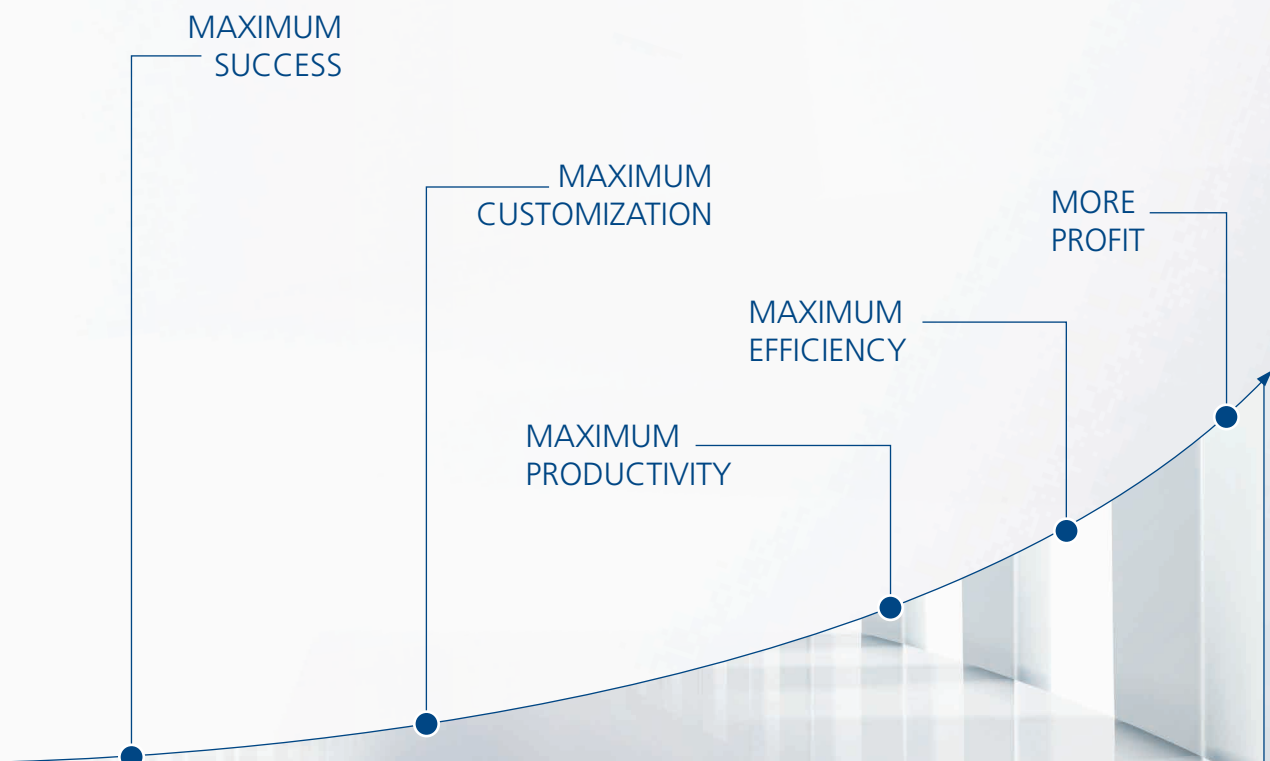 MAXIMUM
SUCCESS
MAXIMUM
CUSTOMIZATION
MORE
PROFIT
MAXIMUM
EFFICIENCY
MAXIMUM
PRODUCTIVITY